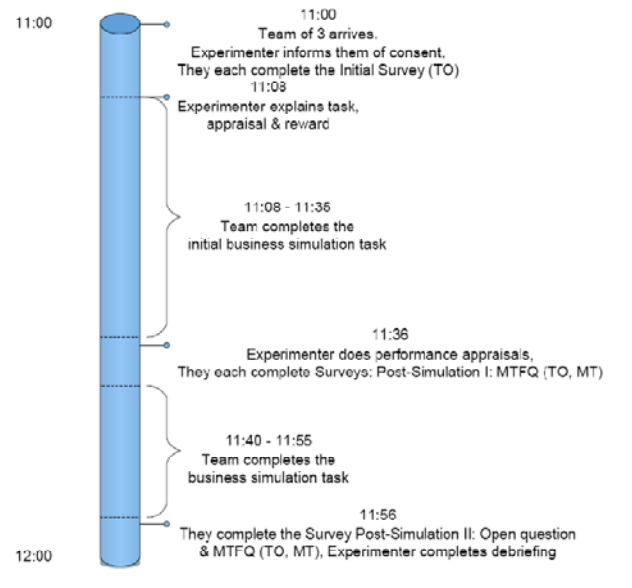 11:00
11:00
Team of 3 arrives.
Experimenter informs them of consent,
They each complete the Initial Survey (TO)
11:08
Experimenter explains task,
appraisal & reward
11:08 - 11:35
Team completes the
initial business simulation task
11:36
Experimenter does performance appraisals,
They each complete Surveys: Post-Simulation I: MTFQ (TO, MT)
11:40 - 11:55
Team completes the
business simulation task
11:56
They complete the Survey Post-Simulation II: Open question
& MTFQ (TO, MT), Experimenter completes debriefing
12:00